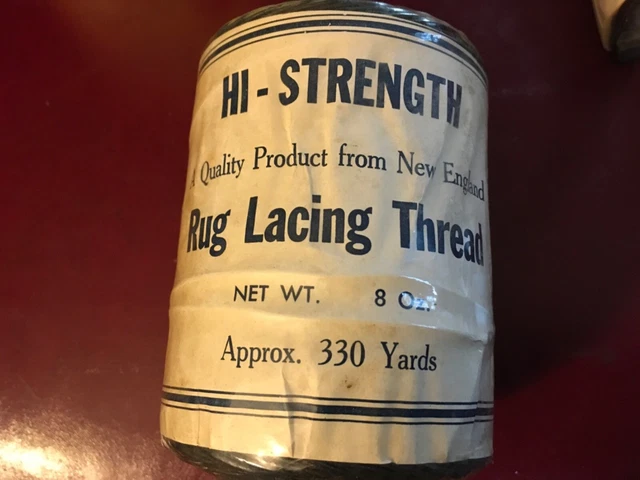 HI - STRENGTH
A Quality Product from New England
Rug Lacing Thread
NET WT. 8 Oz.
Approx. 330 Yards